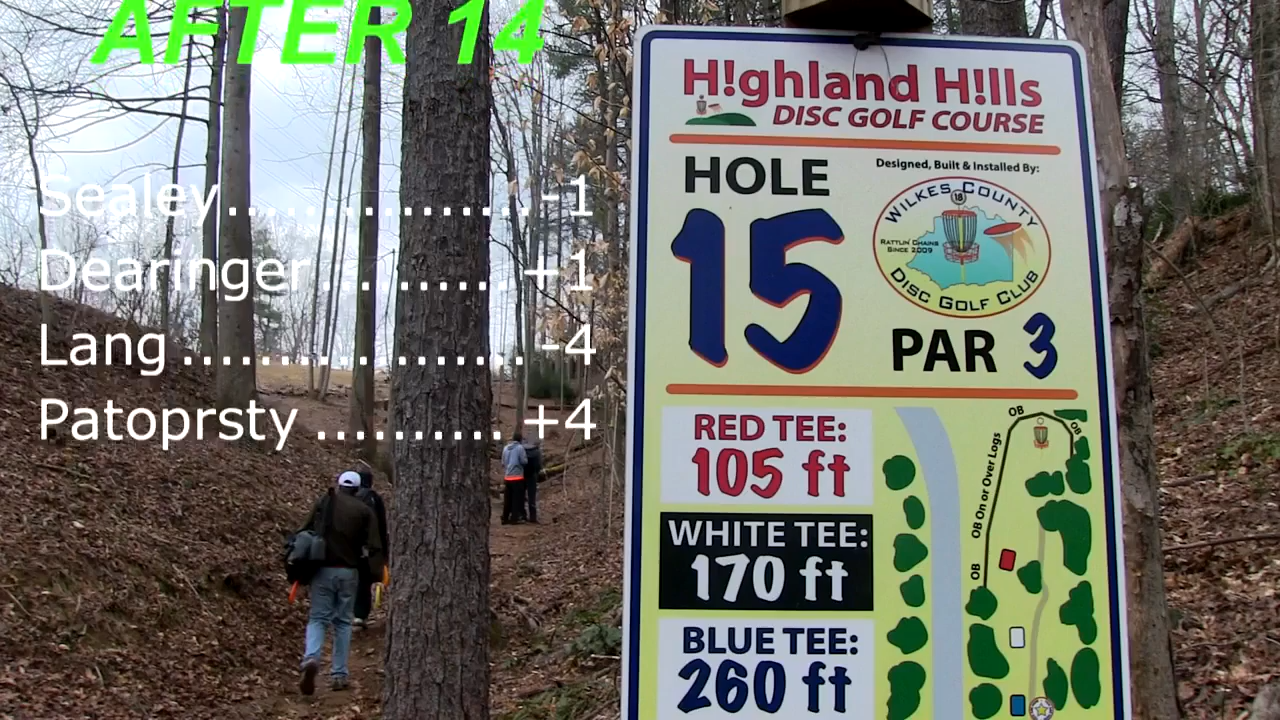 AFTER 14
Sealey................-1
Dearinger..........+1
Lang ..................-4
Patoprsty ..........+4
H!ghland H!lls
DISC GOLF COURSE
HOLE
15
Designed, Built & Installed By:
WILKES COUNTY
18
RATTLIN' CHAINS
SINCE 2009
DISC GOLF CLUB
PAR 3
RED TEE:
105 ft
WHITE TEE:
170 ft
BLUE TEE:
260 ft
OB
OB
OB On or Over Logs
OB